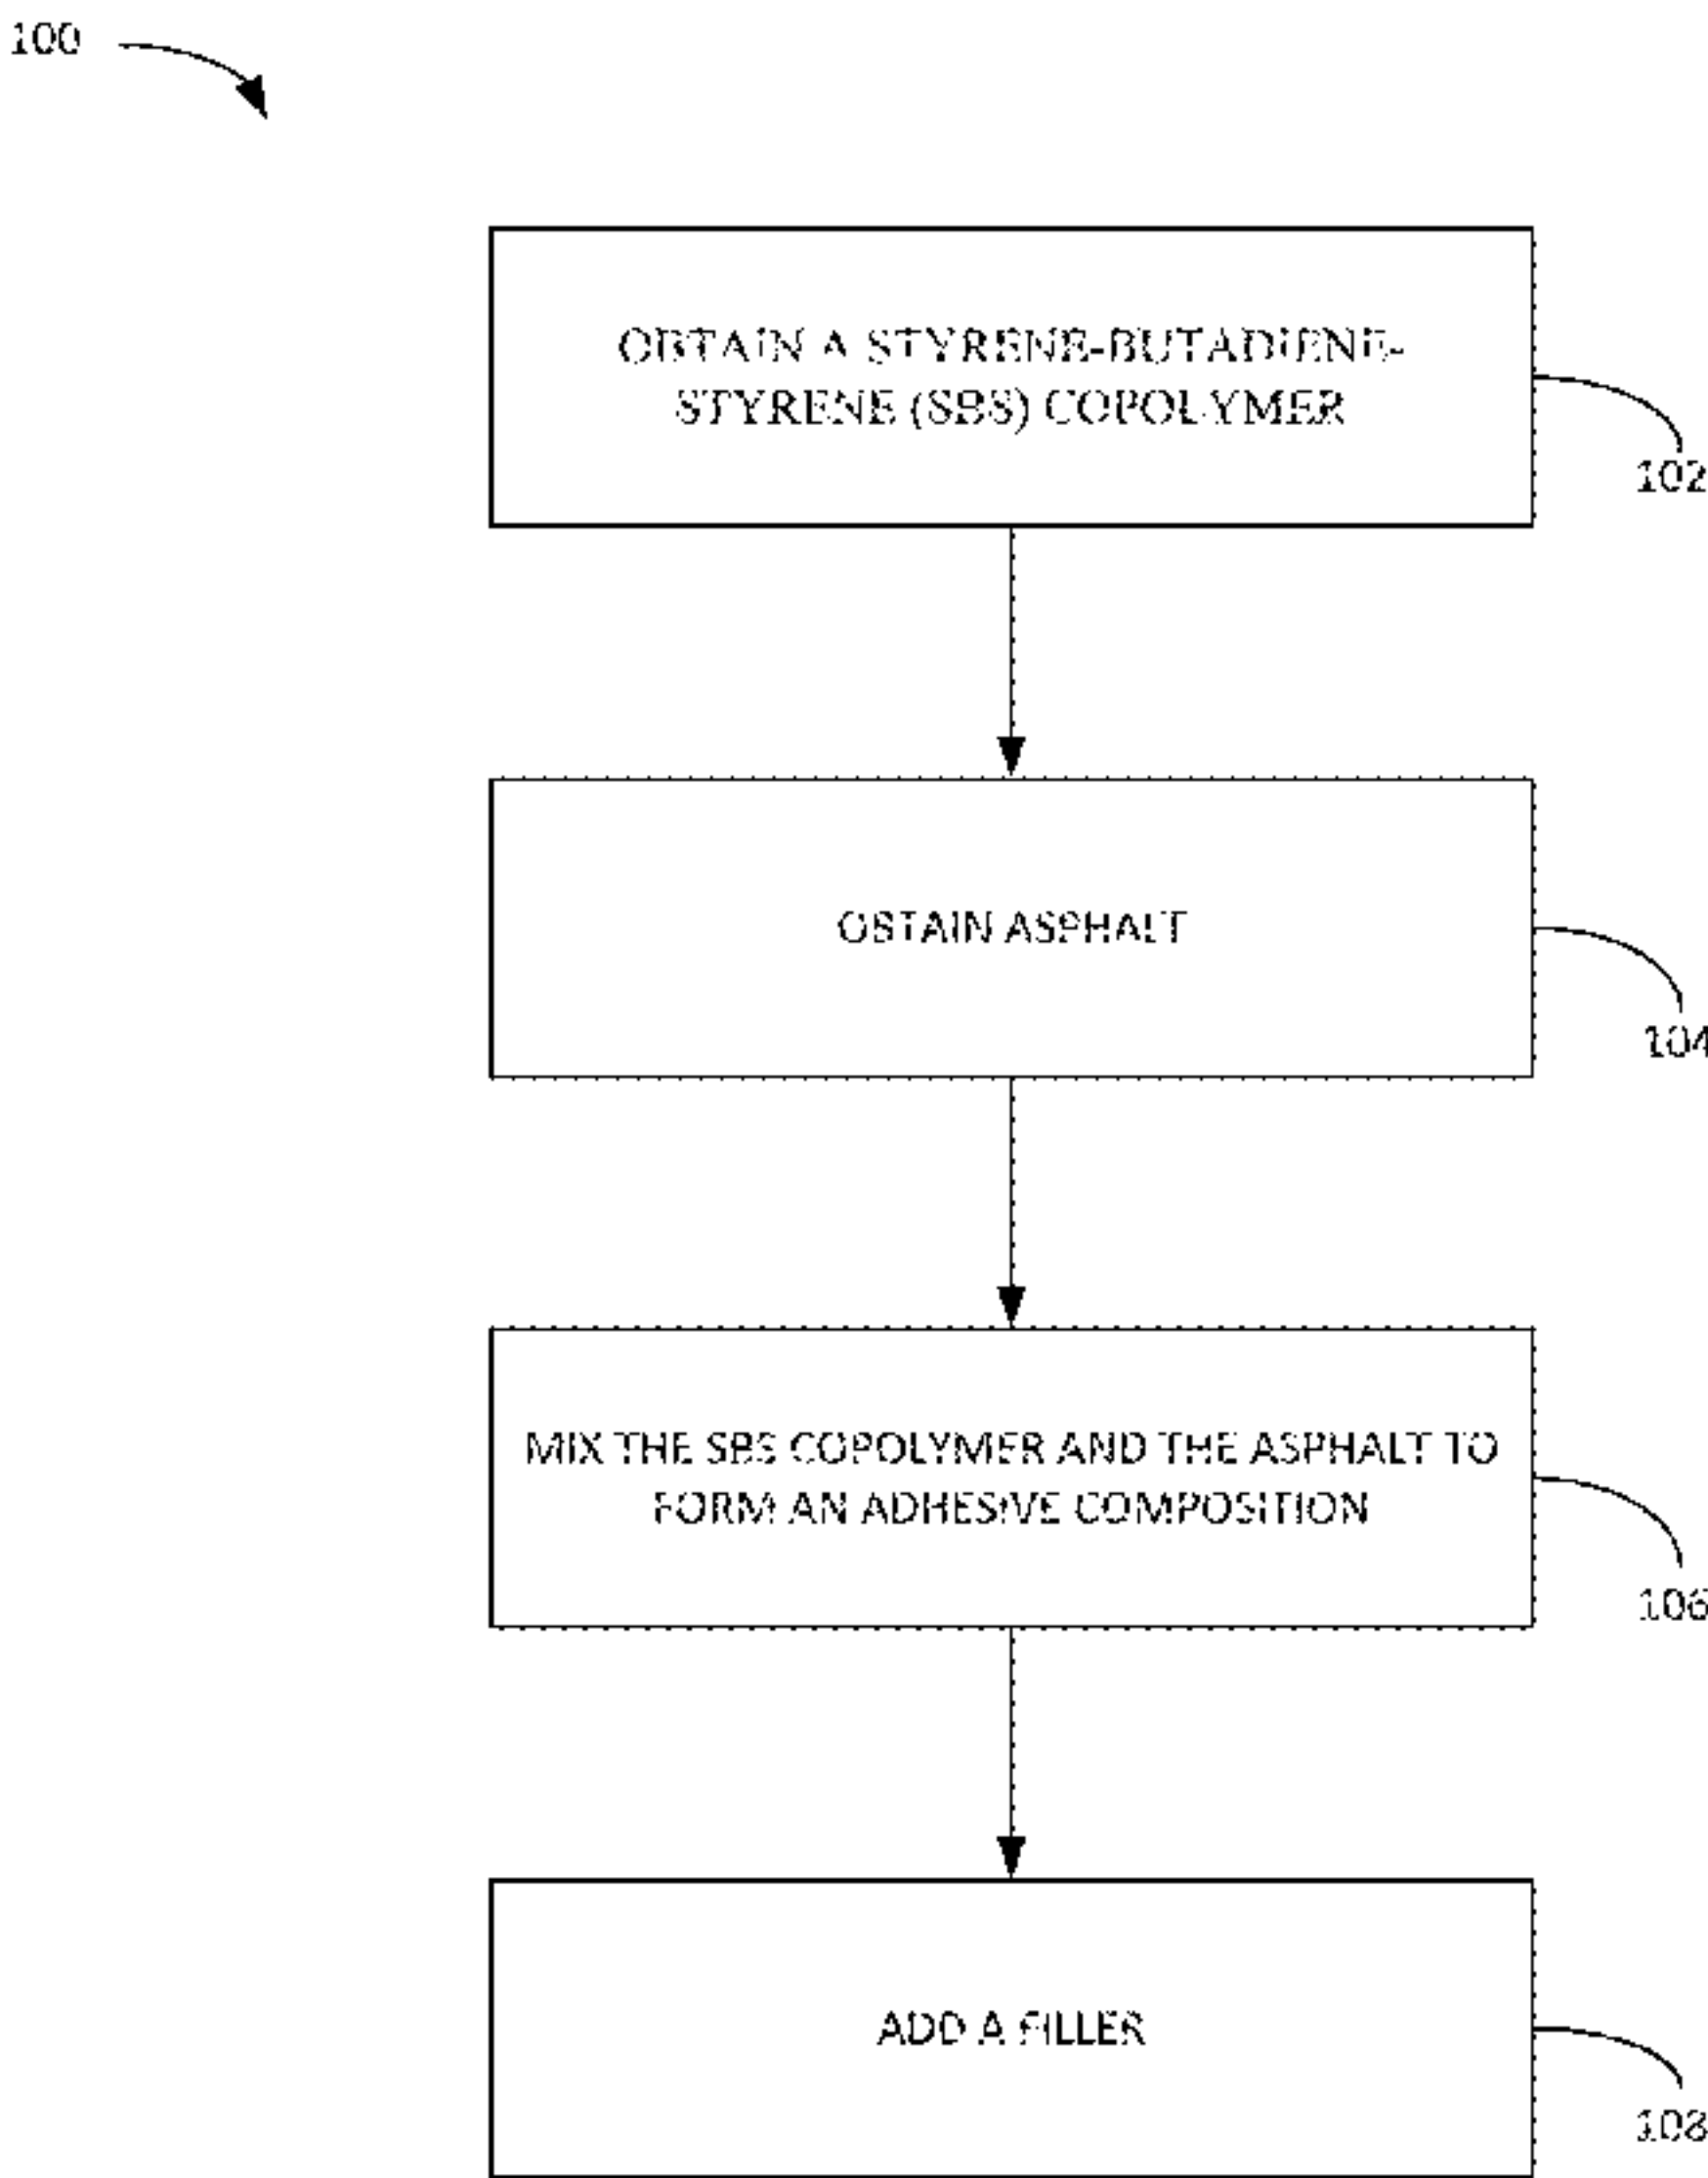 100
OBTAIN A STYRENE-BUTADIENE-
STYRENE (SBS) COPOLYMER
102
OBTAIN ASPHALT
104
MIX THE SBS COPOLYMER AND THE ASPHALT TO
FORM AN ADHESIVE COMPOSITION
106
ADD A FILLER
108